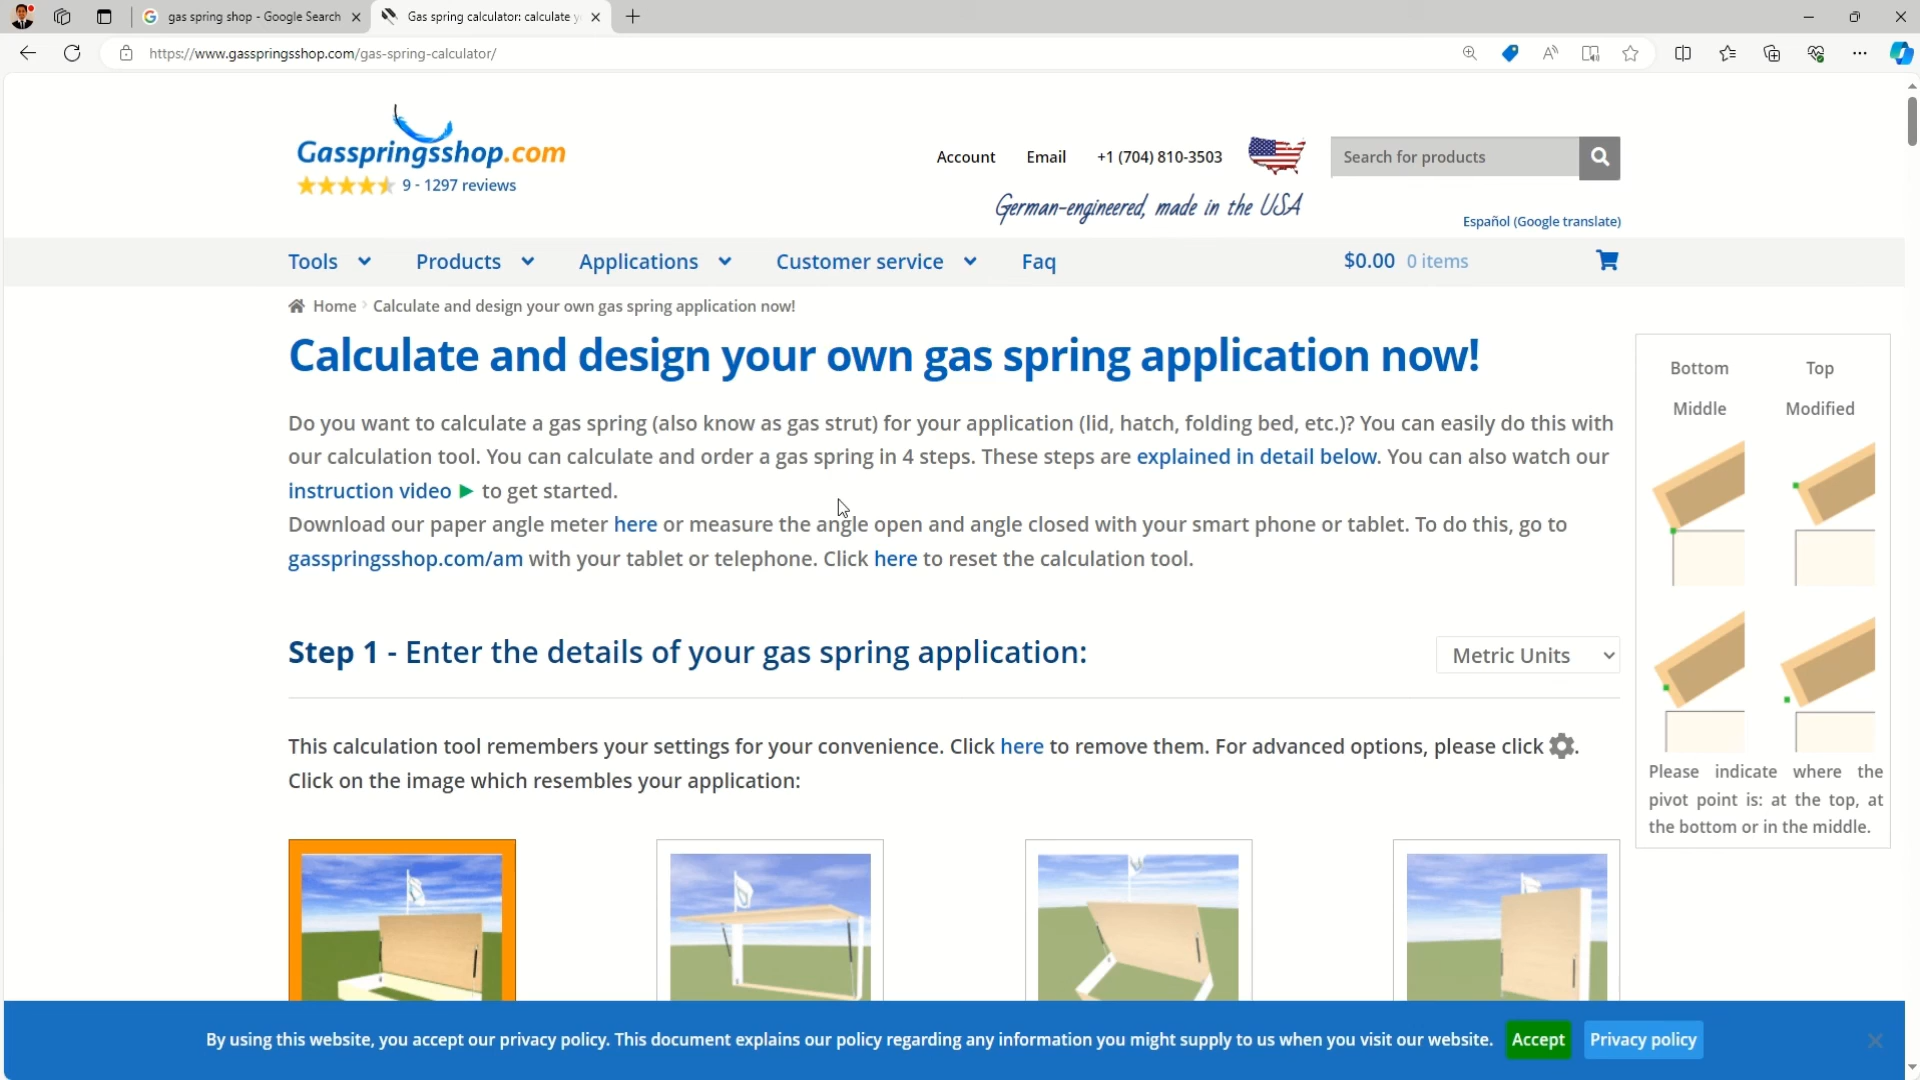 gas spring shop - Google Search
Gas spring calculator: calculate y
https://www.gasspringsshop.com/gas-spring-calculator/
Gasspringsshop.com
9 - 1297 reviews
Account Email +1 (704) 810-3503
Search for products
German-engineered, made in the USA
Español (Google translate)
Tools Products Applications Customer service Faq
$0.00 0 items
Home Calculate and design your own gas spring application now!
Calculate and design your own gas spring application now!
Do you want to calculate a gas spring (also know as gas strut) for your application (lid, hatch, folding bed, etc.)? You can easily do this with
our calculation tool. You can calculate and order a gas spring in 4 steps. These steps are explained in detail below. You can also watch our
instruction video to get started.
Download our paper angle meter here or measure the angle open and angle closed with your smart phone or tablet. To do this, go to
gasspringsshop.com/am with your tablet or telephone. Click here to reset the calculation tool.
Bottom Top
Middle Modified
Please indicate where the
pivot point is: at the top, at
the bottom or in the middle.
Step 1 - Enter the details of your gas spring application:
Metric Units
This calculation tool remembers your settings for your convenience. Click here to remove them. For advanced options, please click .
Click on the image which resembles your application:
By using this website, you accept our privacy policy. This document explains our policy regarding any information you might supply to us when you visit our website.
Accept
Privacy policy